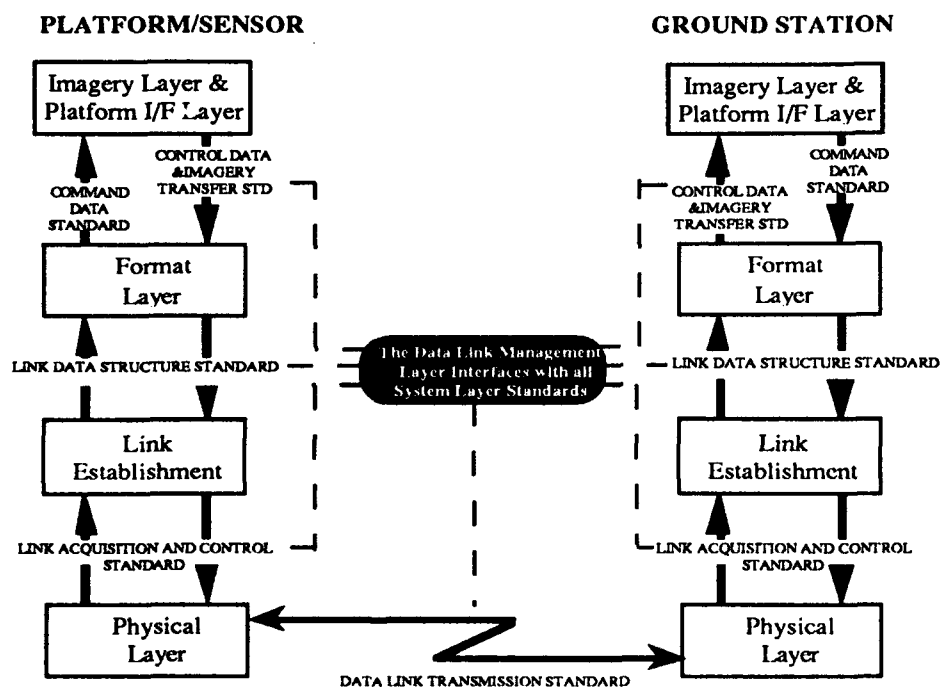 PLATFORM/SENSOR
Imagery Layer &
Platform I/F Layer
COMMAND
DATA
STANDARD
CONTROL DATA
&IMAGERY
TRANSFER STD
Format
Layer
LINK DATA STRUCTURE STANDARD
Link
Establishment
LINK ACQUISITION AND CONTROL
STANDARD
Physical
Layer
The Data Link Management
Layer Interfaces with all
System Layer Standards
DATA LINK TRANSMISSION STANDARD
GROUND STATION
Imagery Layer &
Platform I/F Layer
CONTROL DATA
&IMAGERY
TRANSFER STD
COMMAND
DATA
STANDARD
Format
Layer
LINK DATA STRUCTURE STANDARD
Link
Establishment
LINK ACQUISITION AND CONTROL
STANDARD
Physical
Layer